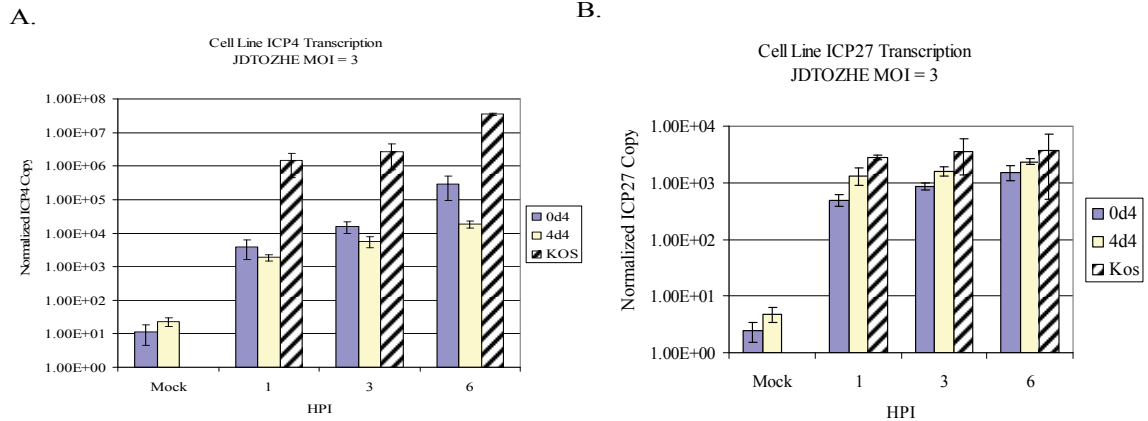 A.
Cell Line ICP4 Transcription
JDTOZHE MOI = 3
Normalized ICP4 Copy
1.00E+08
1.00E+07
1.00E+06
1.00E+05
1.00E+04
1.00E+03
1.00E+02
1.00E+01
1.00E+00
Mock
1
3
6
HPI
0d4
4d4
KOS
B.
Cell Line ICP27 Transcription
JDTOZHE MOI = 3
Normalized ICP27 Copy
1.00E+04
1.00E+03
1.00E+02
1.00E+01
1.00E+00
Mock
1
3
6
HPI
0d4
4d4
Kos